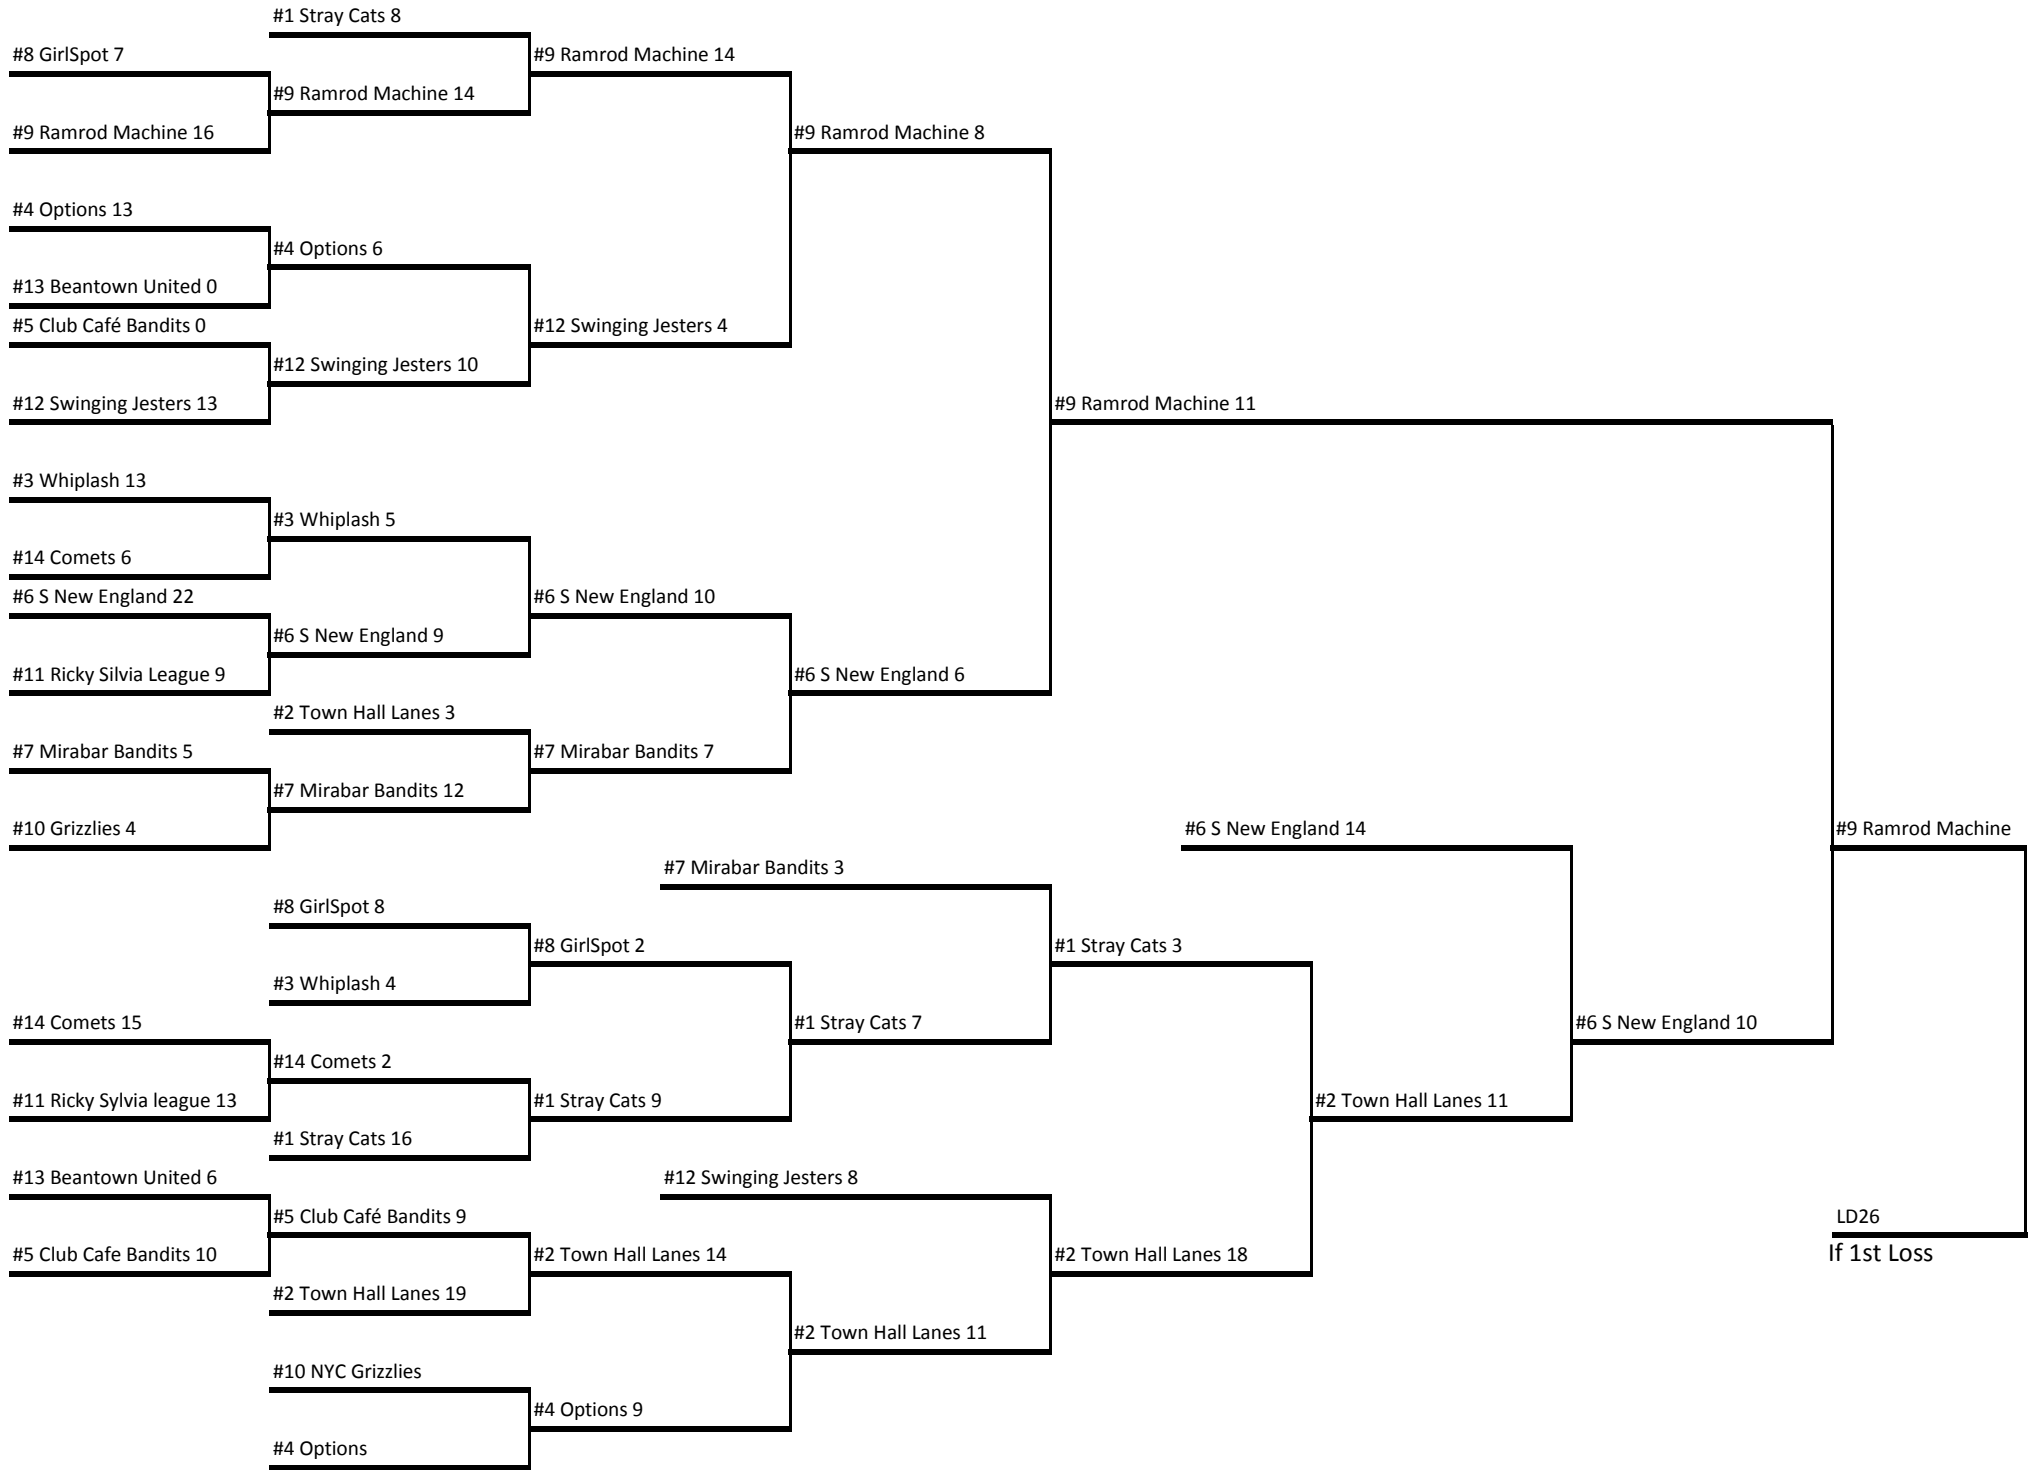 #1 Stray Cats 8
#8 GirlSpot 7
#9 Ramrod Machine 14
#9 Ramrod Machine 14
#9 Ramrod Machine 16
#9 Ramrod Machine 8
#4 Options 13
#4 Options 6
#13 Beantown United 0
#5 Club Café Bandits 0
#12 Swinging Jesters 4
#12 Swinging Jesters 10
#12 Swinging Jesters 13
#9 Ramrod Machine 11
#3 Whiplash 13
#3 Whiplash 5
#14 Comets 6
#6 S New England 22
#6 S New England 10
#6 S New England 9
#11 Ricky Silvia League 9
#6 S New England 6
#2 Town Hall Lanes 3
#7 Mirabar Bandits 5
#7 Mirabar Bandits 7
#7 Mirabar Bandits 12
#10 Grizzlies 4
#6 S New England 14
#9 Ramrod Machine
#7 Mirabar Bandits 3
#8 GirlSpot 8
#8 GirlSpot 2
#1 Stray Cats 3
#3 Whiplash 4
#14 Comets 15
#1 Stray Cats 7
#6 S New England 10
#14 Comets 2
#11 Ricky Sylvia league 13
#1 Stray Cats 9
#2 Town Hall Lanes 11
#1 Stray Cats 16
#13 Beantown United 6
#12 Swinging Jesters 8
#5 Club Café Bandits 9
LD26
#5 Club Cafe Bandits 10
#2 Town Hall Lanes 14
#2 Town Hall Lanes 18
If 1st Loss
#2 Town Hall Lanes 19
#2 Town Hall Lanes 11
#10 NYC Grizzlies
#4 Options 9
#4 Options